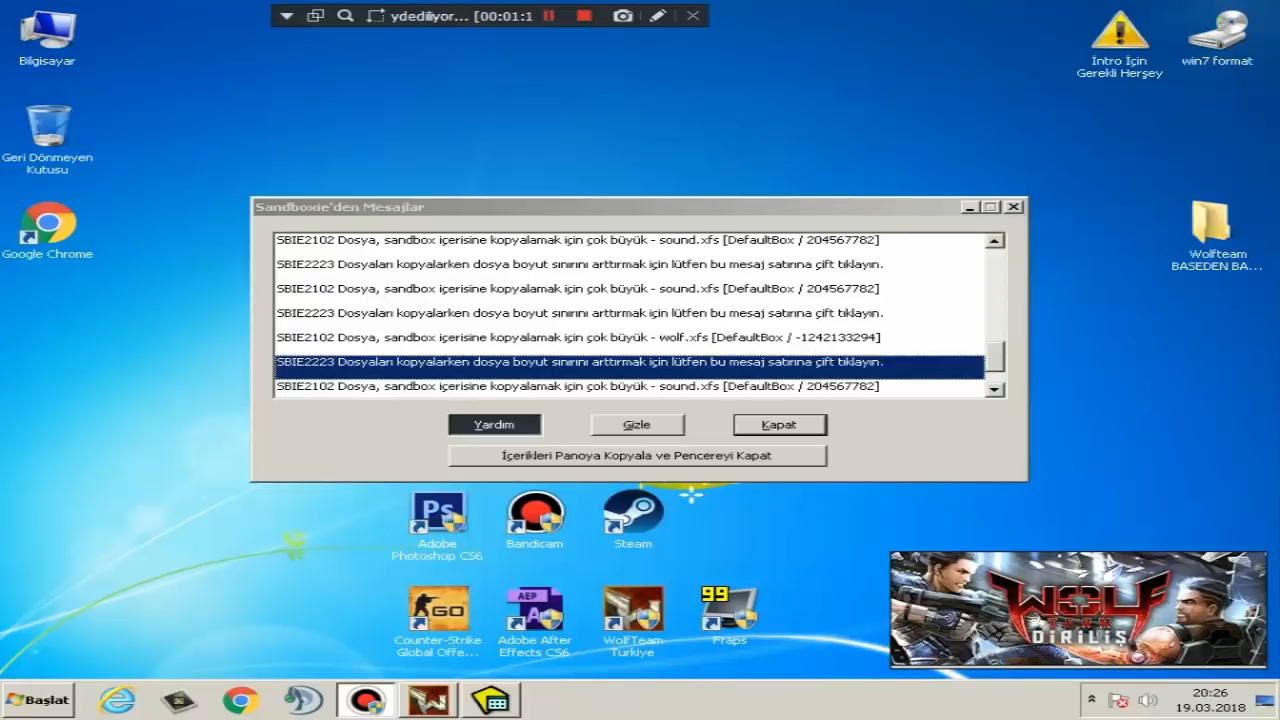 ydediliyor... [00:01:1
Bilgisayar
Geri Dönmeyen
Kutusu
Google Chrome
İntro İçin
Gerekli Herşey
win7 format
Wolfteam
BASEDEN BA...
Sandboxie'den Mesajlar
SBIE2102 Dosya, sandbox içerisine kopyalamak için çok büyük - sound.xfs [DefaultBox / 204567782]
SBIE2223 Dosyaları kopyalarken dosya boyut sınırını arttırmak için lütfen bu mesaj satırına çift tıklayın.
SBIE2102 Dosya, sandbox içerisine kopyalamak için çok büyük - sound.xfs [DefaultBox / 204567782]
SBIE2223 Dosyaları kopyalarken dosya boyut sınırını arttırmak için lütfen bu mesaj satırına çift tıklayın.
SBIE2102 Dosya, sandbox içerisine kopyalamak için çok büyük - wolf.xfs [DefaultBox / -1242133294]
SBIE2223 Dosyaları kopyalarken dosya boyut sınırını arttırmak için lütfen bu mesaj satırına çift tıklayın.
SBIE2102 Dosya, sandbox içerisine kopyalamak için çok büyük - sound.xfs [DefaultBox / 204567782]
Yardım
Gizle
Kapat
İçerikleri Panoya Kopyala ve Pencereyi Kapat
Ps
Adobe
Photoshop CS6
Bandicam
Steam
GO
Counter-Strike
Global Offe...
AEP
Adobe After
Effects CS6
WolfTeam
Türkiye
99
Fraps
WOLF
TEAM
DİRİLİŞ
Başlat
20:26
19.03.2018